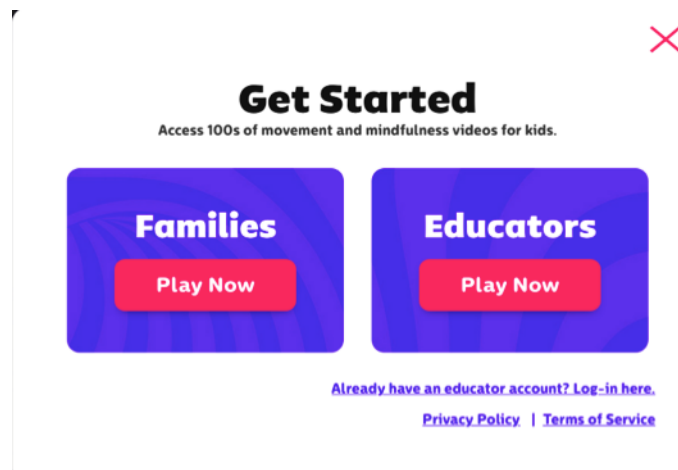 Get Started
Access 100s of movement and mindfulness videos for kids.
Families
Play Now
Educators
Play Now
Already have an educator account? Log-in here.
Privacy Policy | Terms of Service